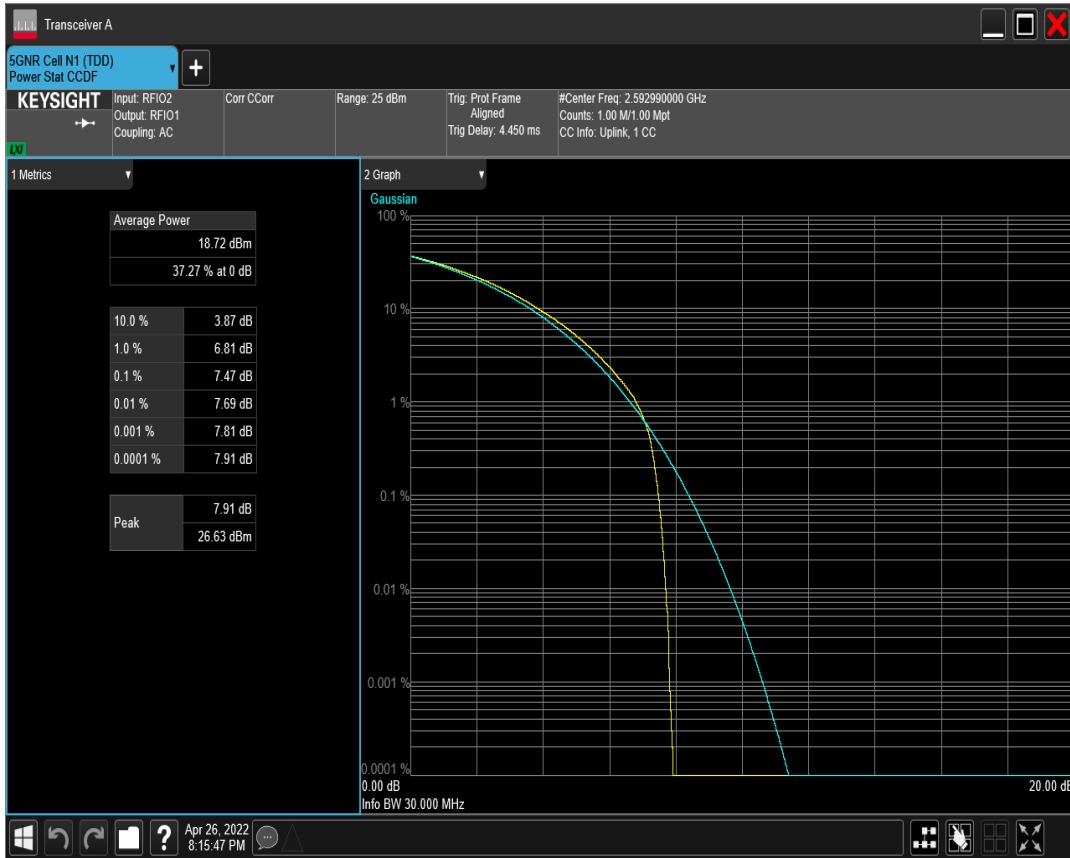 Transceiver A
5GNR Cell N1 (TDD)
Power Stat CCDF
KEYSIGHT
LXI
Input: RFIO2
Output: RFIO1
Coupling: AC
Corr CCorr
Range: 25 dBm
Trig: Prot Frame
Aligned
Trig Delay: 4.450 ms
#Center Freq: 2.592990000 GHz
Counts: 1.00 M/1.00 Mpt
CC Info: Uplink, 1 CC
1 Metrics
Average Power
18.72 dBm
37.27 % at 0 dB
10.0 % 3.87 dB
1.0 % 6.81 dB
0.1 % 7.47 dB
0.01 % 7.69 dB
0.001 % 7.81 dB
0.0001 % 7.91 dB
Peak
7.91 dB
26.63 dBm
2 Graph
Gaussian
100 %
10 %
1 %
0.1 %
0.01 %
0.001 %
0.0001 %
0.00 dB 20.00 dB
Info BW 30.000 MHz
Apr 26, 2022
8:15:47 PM